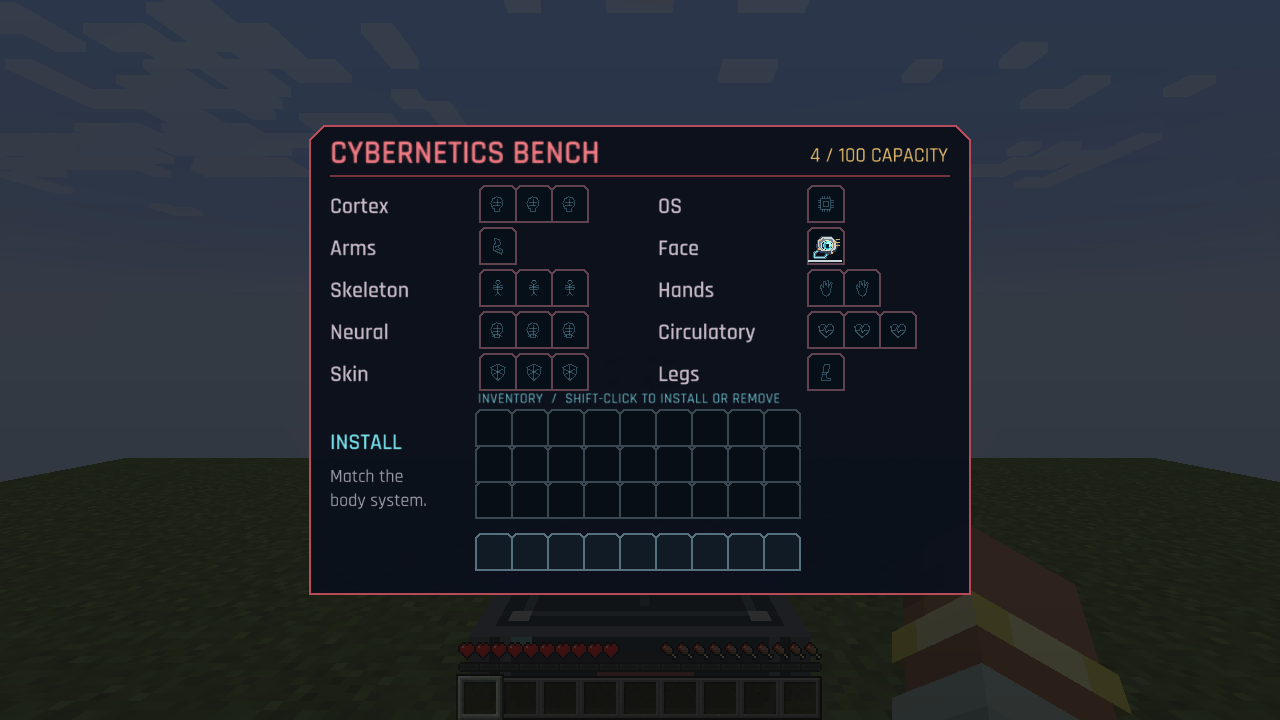 CYBERNETICS BENCH
4 / 100 CAPACITY
Cortex
OS
Arms
Face
Skeleton
Hands
Neural
Circulatory
Skin
Legs
INVENTORY / SHIFT-CLICK TO INSTALL OR REMOVE
INSTALL
Match the
body system.